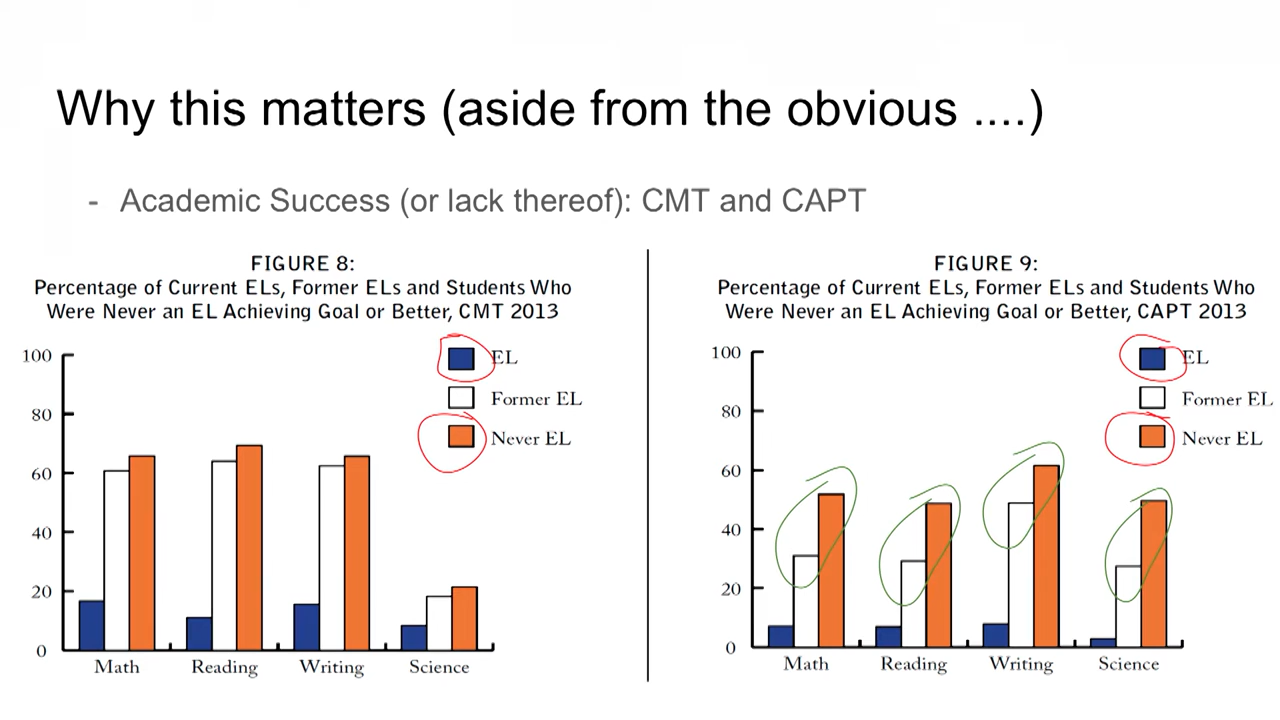 Why this matters (aside from the obvious ....)
- Academic Success (or lack thereof): CMT and CAPT
FIGURE 8:
Percentage of Current ELs, Former ELs and Students Who
Were Never an EL Achieving Goal or Better, CMT 2013
EL
Former EL
Never EL
100
80
60
40
20
0
Math Reading Writing Science
FIGURE 9:
Percentage of Current ELs, Former ELs and Students Who
Were Never an EL Achieving Goal or Better, CAPT 2013
EL
Former EL
Never EL
100
80
60
40
20
0
Math Reading Writing Science